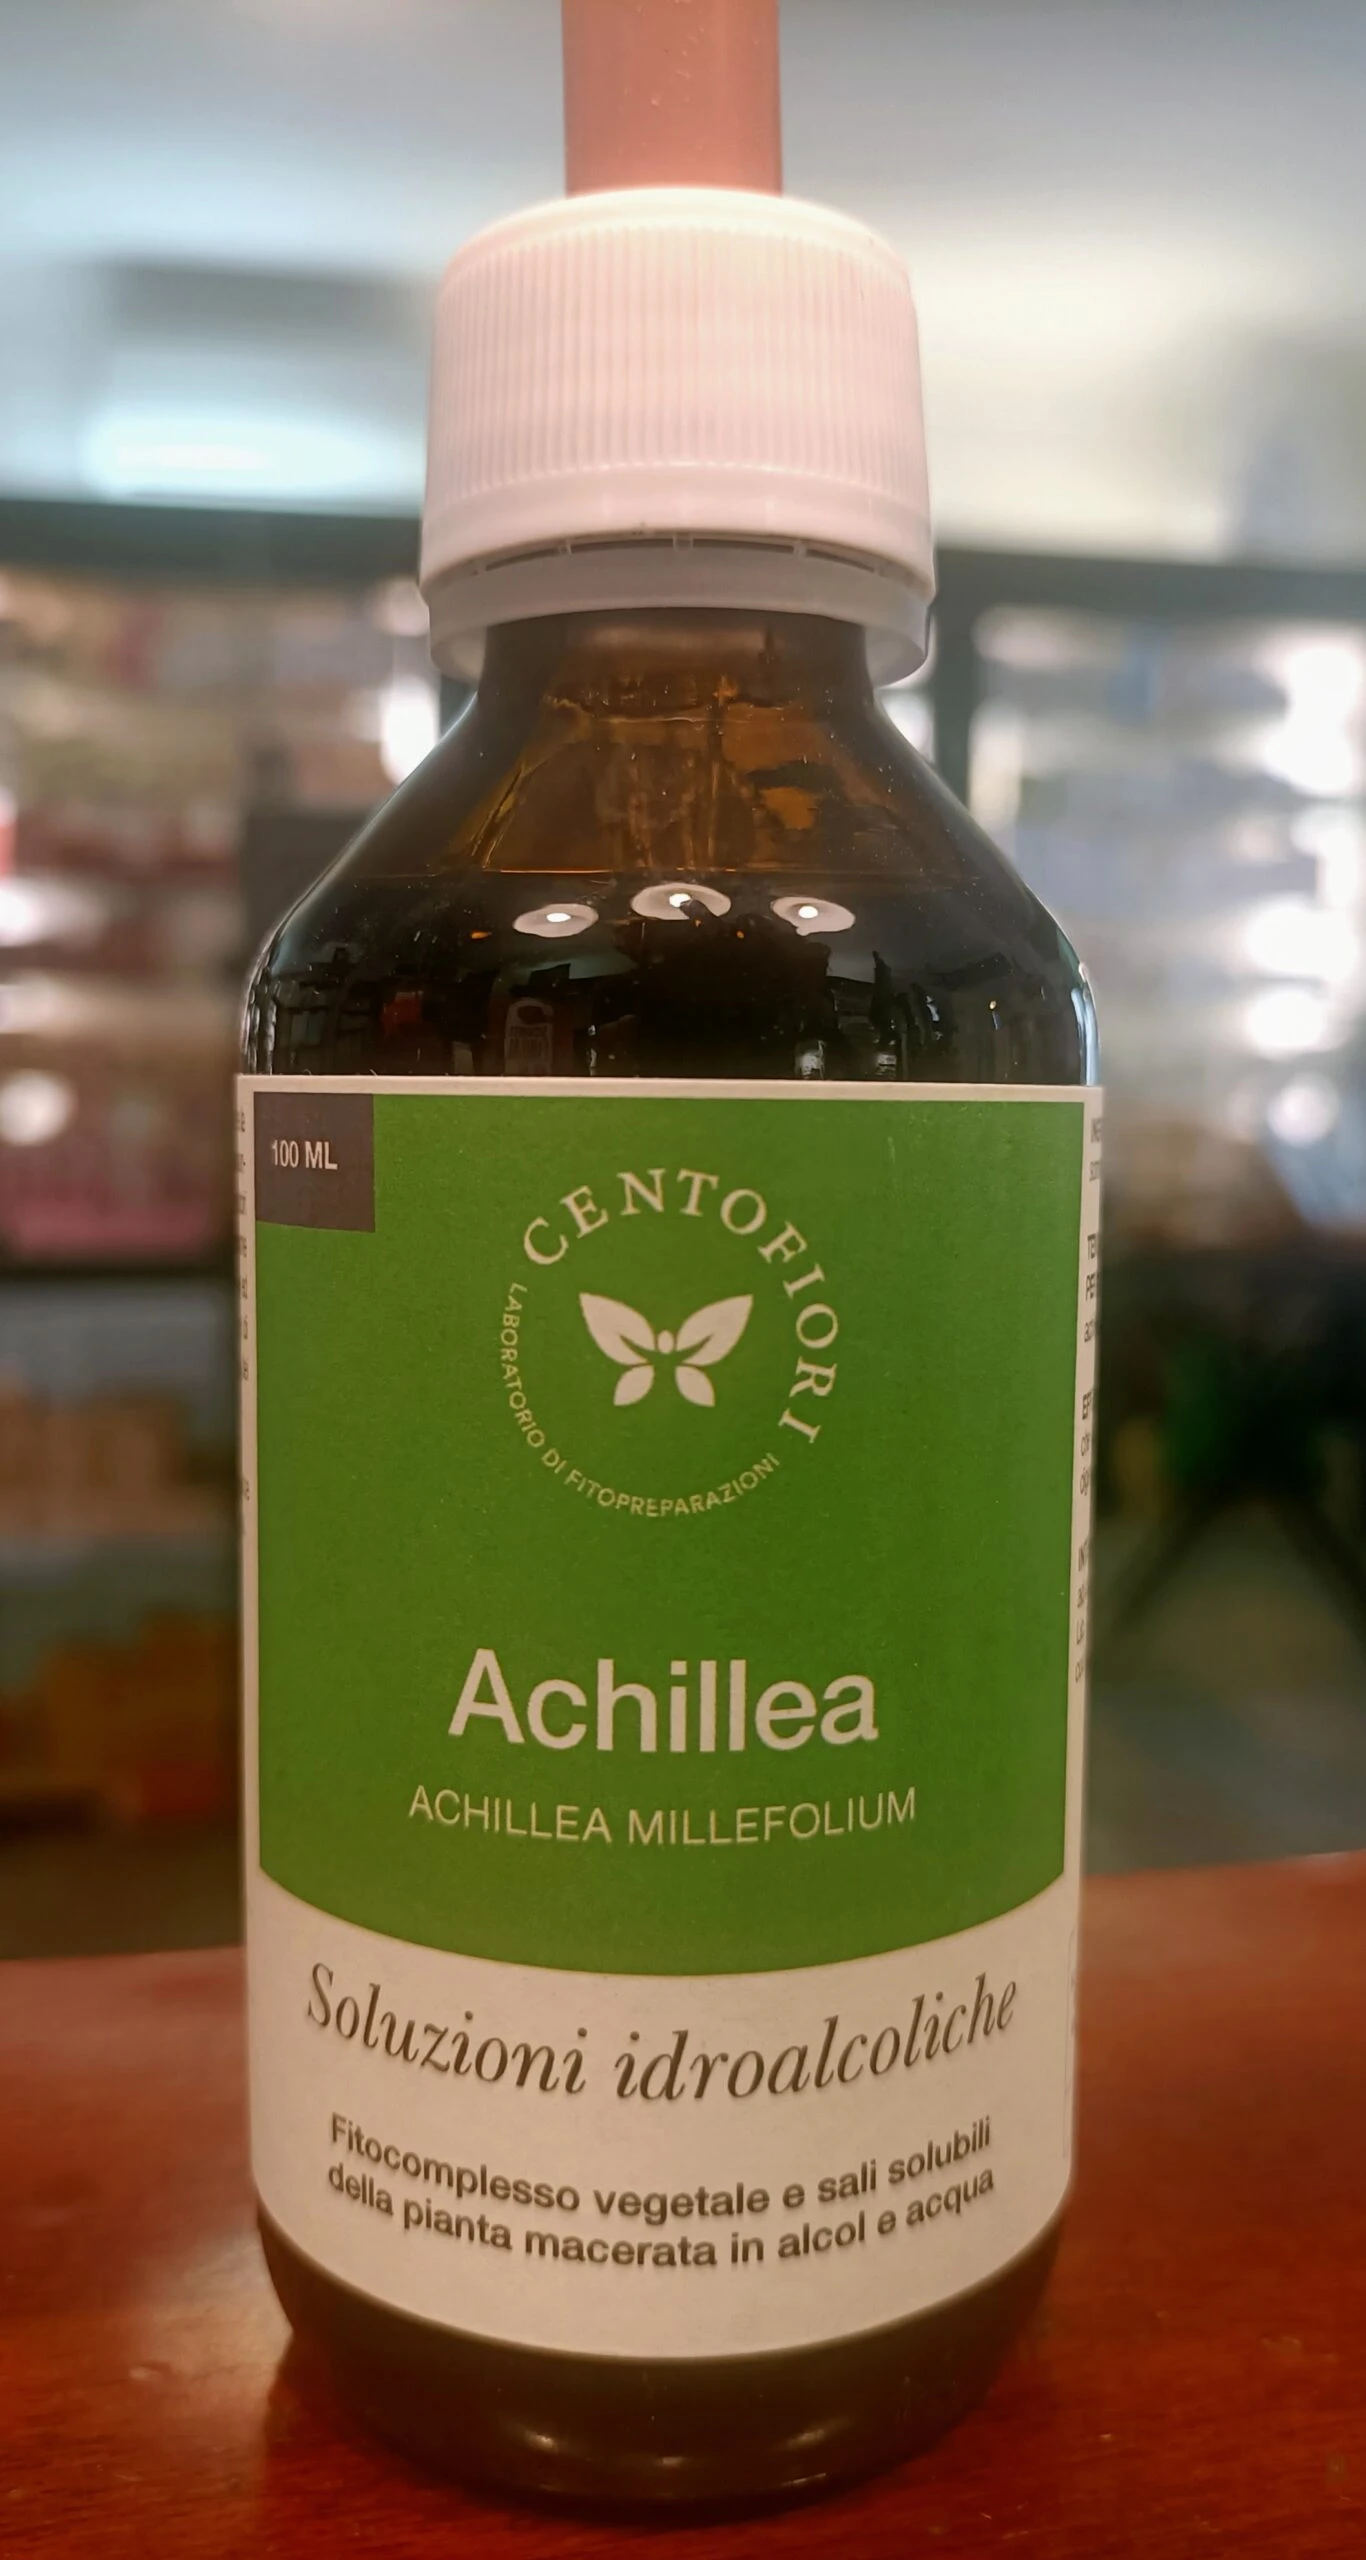 100 ML
CENTOFIORI
LABORATORIO DI FITOPREPARAZIONI
Achillea
ACHILLEA MILLEFOLIUM
Soluzioni idroalcoliche
Fitocomplesso vegetale e sali solubili
della pianta macerata in alcol e acqua